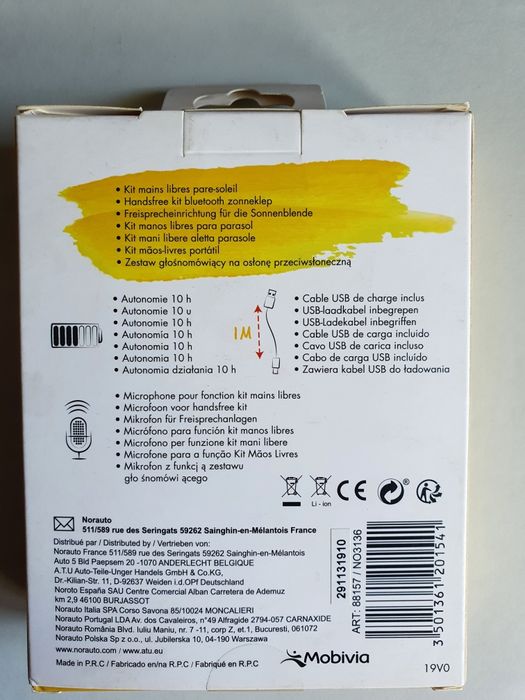 • Kit mains libres pare-soleil
• Handsfree kit bluetooth zonneklep
• Freisprecheinrichtung für die Sonnenblende
• Kit manos libres para parasol
• Kit mani libere aletta parasole
• Kit mãos-livres portátil
• Zestaw głośnomówiący na osłonę przeciwsłoneczną
• Autonomie 10 h
• Autonomie 10 u
• Autonomie 10 h
• Autonomía 10 h
• Autonomia 10 h
• Autonomia 10 h
• Autonomia działania 10 h
1M
• Cable USB de charge inclus
• USB-laadkabel inbegrepen
• USB-Ladekabel inbegriffen
• Cable USB de carga incluído
• Cavo USB de carica incluso
• Cabo de carga USB incluído
• Zawiera kabel USB do ładowania
• Microphone pour fonction kit mains libres
• Microfoon voor handsfree kit
• Mikrofon für Freisprechanlagen
• Micrófono para función kit manos libres
• Microfono per funzione kit mani libere
• Microfone para a função Kit Mãos Livres
• Mikrofon z funkcj ą zestawu
gło śnomówi ącego
Li - ion
CE
Norauto
511/589 rue des Seringats 59262 Sainghin-en-Mélantois France
Distribué par / Distributed by / Vertrieben von:
Norauto France 511/589 rue des Seringats 59262 Sainghin-en-Mélantois
Auto 5 Bld Paepsem 20 -1070 ANDERLECHT BELGIQUE
A.T.U Auto-Teile-Unger Handels GmbH & Co.KG,
Dr.-Kilian-Str. 11, D-92637 Weiden i.d.OPf Deutschland
Noroto España SAU Centre Comercial Alban Carretera de Ademuz
km 2,9 46100 BURJASSOT
Norauto Italia SPA Corso Savona 85/10024 MONCALIERI
Norauto Portugal LDA Av. dos Cavaleiros, n°49 Alfragide 2794-057 CARNAXIDE
Norauto România Blvd. Iuliu Maniu, nr. 7 -11, corp Z, et.1, Bucuresti, 061072
Norauto Polska Sp z o.o., ul. Jubilerska 10, 04-190 Warszawa
www.norauto.com / www.atu.eu
Made in P.R.C / Fabricado en/na R.P.C / Fabriqué en R.P.C
Mobivia
19V0
291131910
ART: 88157 / NO3136
3 501361 201541